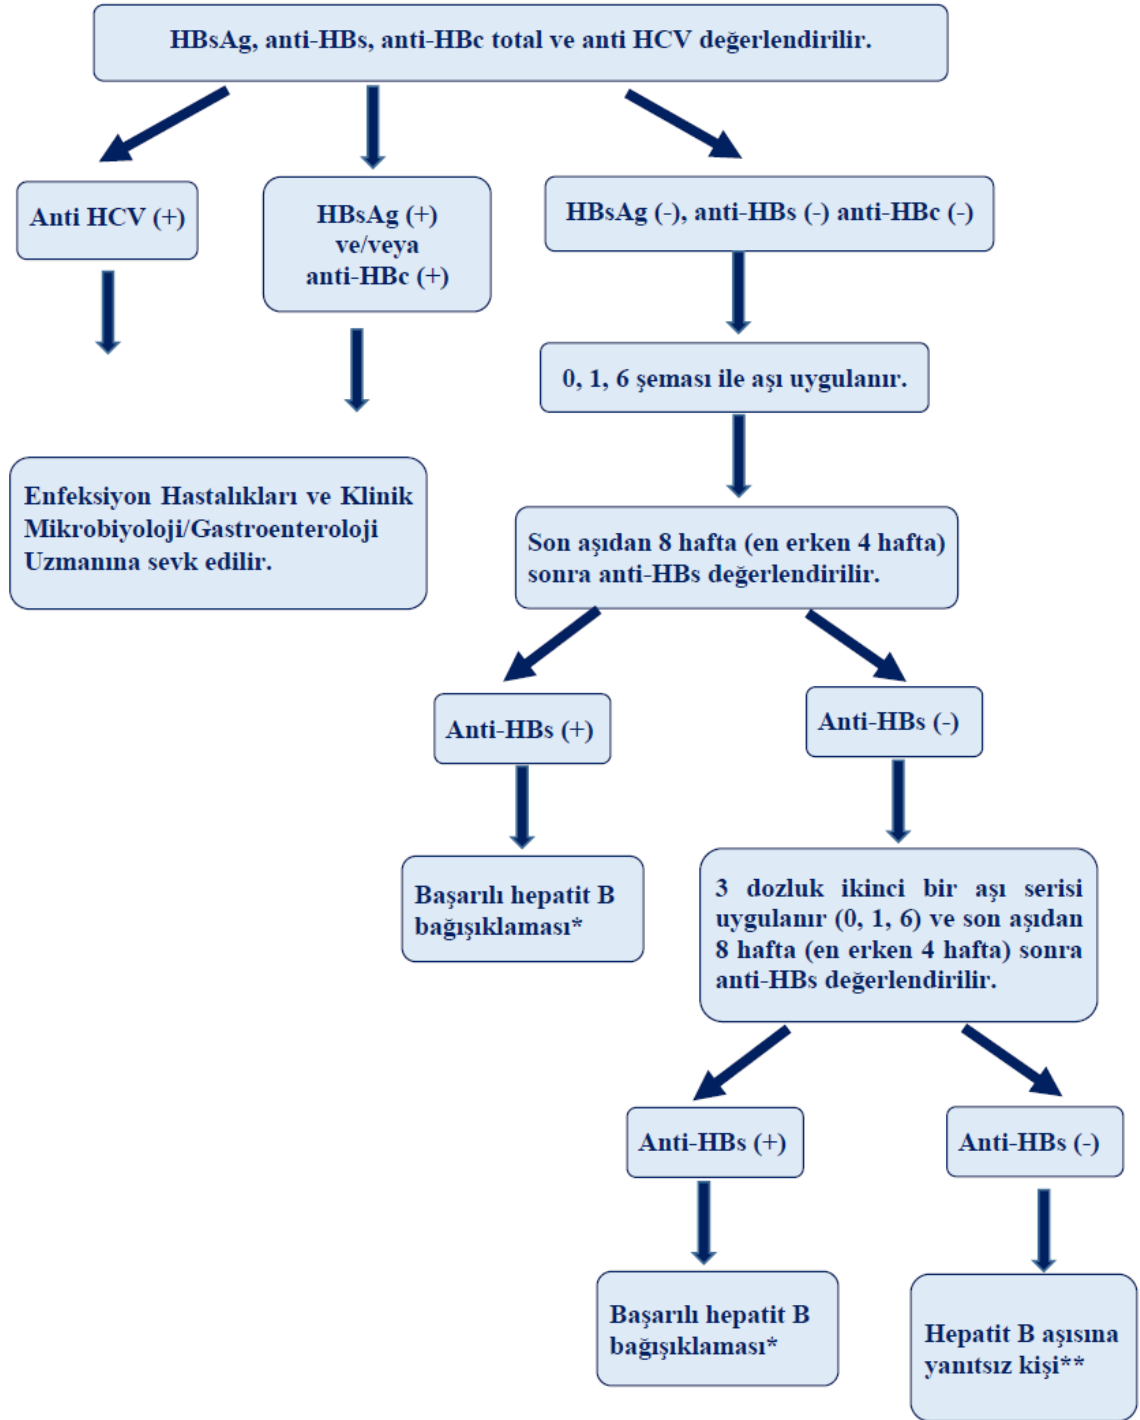 HBsAg, anti-HBs, anti-HBc total ve anti HCV değerlendirilir.
Anti HCV (+)
HBsAg (+)
ve/veya
anti-HBc (+)
HBsAg (-), anti-HBs (-) anti-HBc (-)
0, 1, 6 şeması ile aşı uygulanır.
Enfeksiyon Hastalıkları ve Klinik
Mikrobiyoloji/Gastroenteroloji
Uzmanına sevk edilir.
Son aşıdan 8 hafta (en erken 4 hafta)
sonra anti-HBs değerlendirilir.
Anti-HBs (+)
Anti-HBs (-)
Başarılı hepatit B
bağışıklaması*
3 dozluk ikinci bir aşı serisi
uygulanır (0, 1, 6) ve son aşıdan
8 hafta (en erken 4 hafta) sonra
anti-HBs değerlendirilir.
Anti-HBs (+)
Anti-HBs (-)
Başarılı hepatit B
bağışıklaması*
Hepatit B aşısına
yanıtsız kişi**